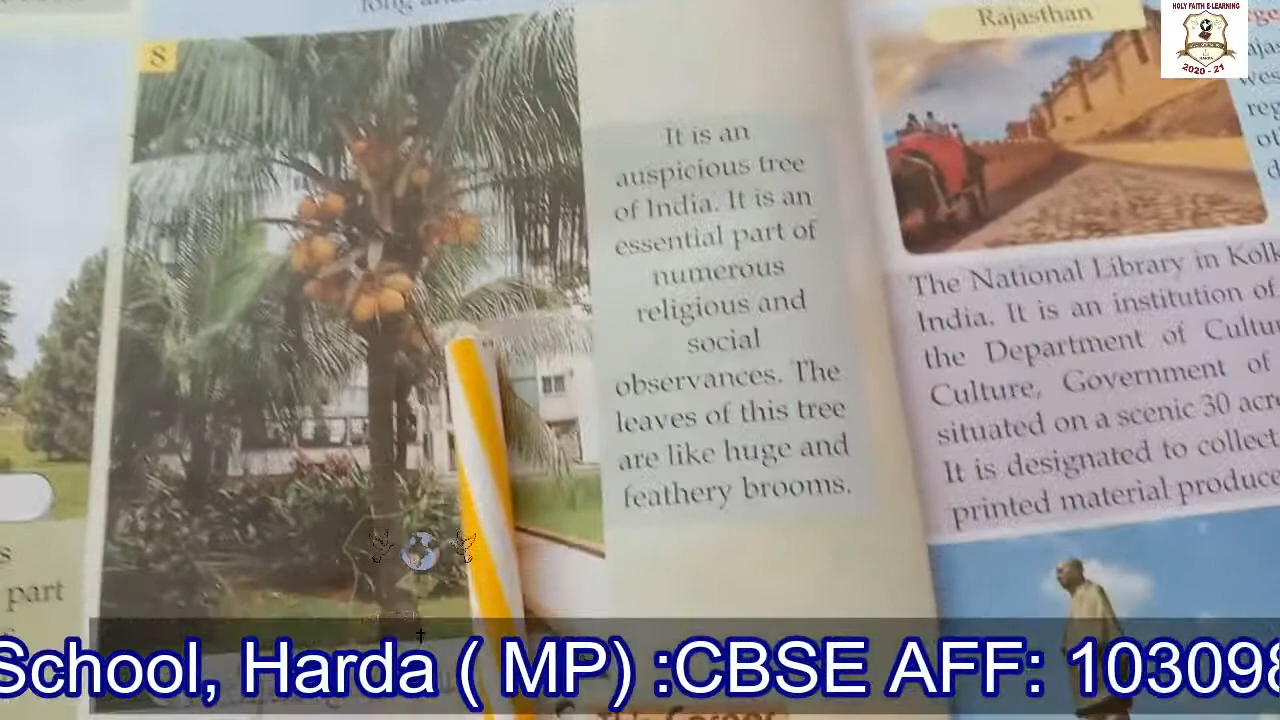 long and
8
It is an
auspicious tree
of India. It is an
essential part of
numerous
religious and
social
observances. The
leaves of this tree
are like huge and
feathery brooms.
part
Rajasthan
The National Library in Kolk
India. It is an institution of
the Department of Cultu
Culture, Government of
situated on a scenic 30 acr
It is designated to collect
printed material produce
HOLY FAITH E-LEARNING
HARDA
2020 - 21
School, Harda ( MP) :CBSE AFF: 103098